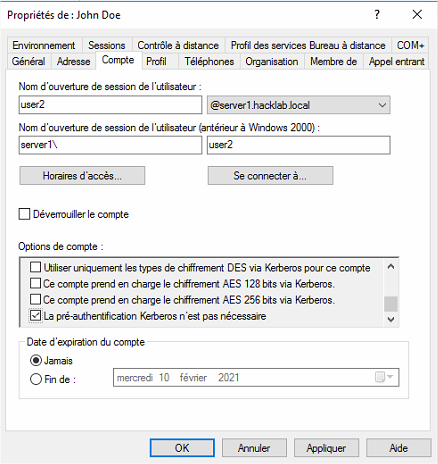 Propriétés de : John Doe
Environnement Sessions Contrôle à distance Profil des services Bureau à distance COM+
Général Adresse Compte Profil Téléphones Organisation Membre de Appel entrant
Nom d'ouverture de session de l'utilisateur :
user2 @server1.hacklab.local
Nom d'ouverture de session de l'utilisateur (antérieur à Windows 2000) :
server1\ user2
Horaires d'accès... Se connecter à...
Déverrouiller le compte
Options de compte :
Utiliser uniquement les types de chiffrement DES via Kerberos pour ce compte
Ce compte prend en charge le chiffrement AES 128 bits via Kerberos.
Ce compte prend en charge le chiffrement AES 256 bits via Kerberos.
La pré-authentification Kerberos n'est pas nécessaire
Date d'expiration du compte
Jamais
Fin de : mercredi 10 février 2021
OK Annuler Appliquer Aide